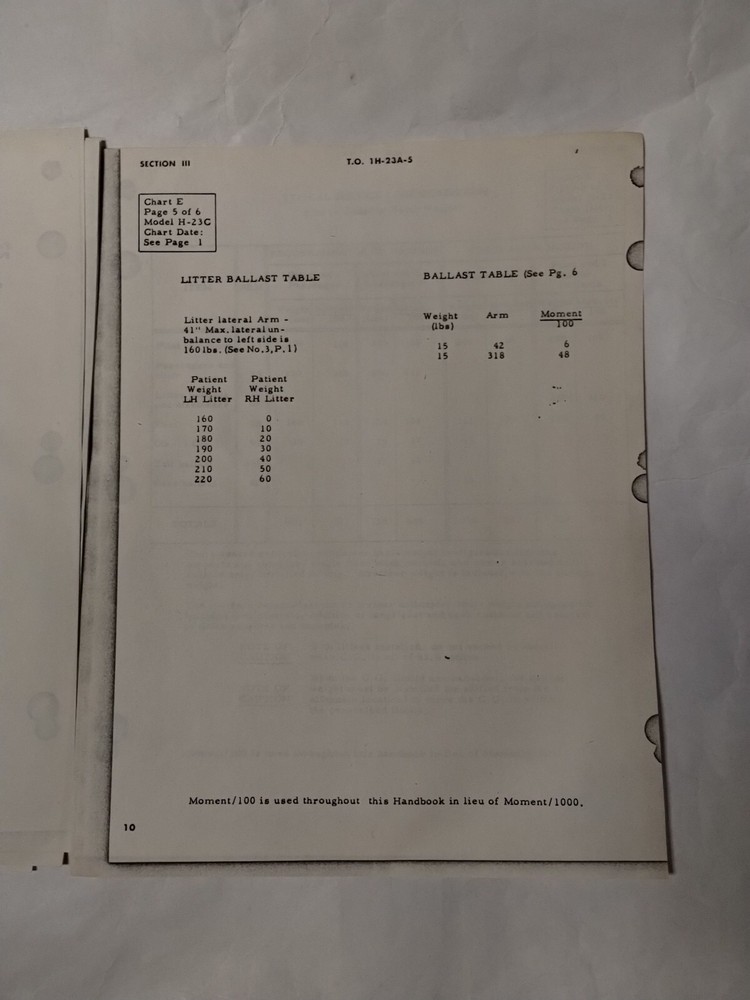 SECTION III
T.O. 1H-23A-5
Chart E
Page 5 of 6
Model H-23C
Chart Date:
See Page 1
LITTER BALLAST TABLE
Litter lateral Arm -
41" Max. lateral un-
balance to left side is
160 lbs. (See No. 3, P. 1)
Patient Patient
Weight Weight
LH Litter RH Litter
160 0
170 10
180 20
190 30
200 40
210 50
220 60
BALLAST TABLE (See Pg. 6
Weight Arm Moment
(lbs) 100
15 42 6
15 318 48
Moment/100 is used throughout this Handbook in lieu of Moment/1000.
10